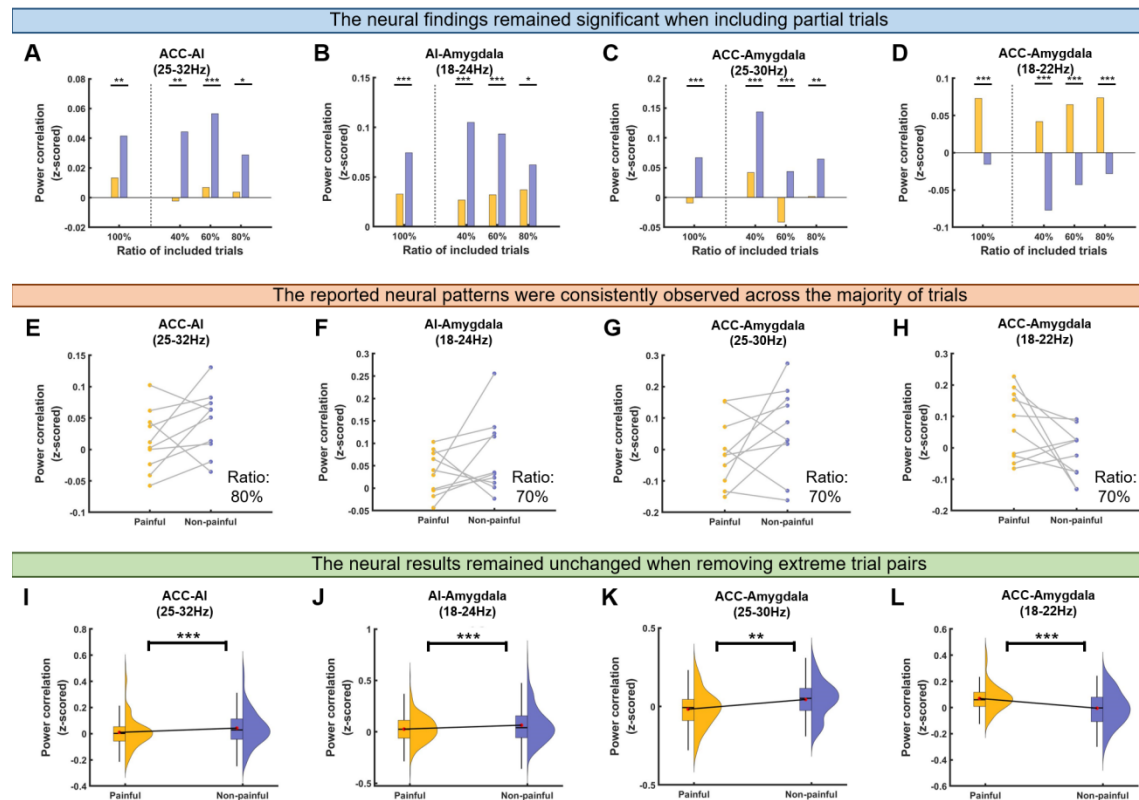 The neural findings remained significant when including partial trials
A
ACC-AI
(25-32Hz)
Power correlation
(z-scored)
0.08
0.06
0.04
0.02
0
-0.02
**
**
***
*
100%
40%
60%
80%
Ratio of included trials
B
AI-Amygdala
(18-24Hz)
Power correlation
(z-scored)
0.15
0.1
0.05
0
***
***
***
*
100%
40%
60%
80%
Ratio of included trials
C
ACC-Amygdala
(25-30Hz)
Power correlation
(z-scored)
0.2
0.15
0.1
0.05
0
-0.05
***
***
***
**
100%
40%
60%
80%
Ratio of included trials
D
ACC-Amygdala
(18-22Hz)
Power correlation
(z-scored)
0.1
0.05
0
-0.05
-0.1
***
***
***
***
100%
40%
60%
80%
Ratio of included trials
The reported neural patterns were consistently observed across the majority of trials
E
ACC-AI
(25-32Hz)
Power correlation
(z-scored)
0.15
0.1
0.05
0
-0.05
-0.1
Ratio:
80%
Painful
Non-painful
F
AI-Amygdala
(18-24Hz)
Power correlation
(z-scored)
0.3
0.25
0.2
0.15
0.1
0.05
0
-0.05
Ratio:
70%
Painful
Non-painful
G
ACC-Amygdala
(25-30Hz)
Power correlation
(z-scored)
0.3
0.2
0.1
0
-0.1
-0.2
Ratio:
70%
Painful
Non-painful
H
ACC-Amygdala
(18-22Hz)
Power correlation
(z-scored)
0.3
0.2
0.1
0
-0.1
-0.2
Ratio:
70%
Painful
Non-painful
The neural results remained unchanged when removing extreme trial pairs
I
ACC-AI
(25-32Hz)
Power correlation
(z-scored)
0.8
0.6
0.4
0.2
0
-0.2
-0.4
***
Painful
Non-painful
J
AI-Amygdala
(18-24Hz)
Power correlation
(z-scored)
1
0.5
0
-0.5
***
Painful
Non-painful
K
ACC-Amygdala
(25-30Hz)
Power correlation
(z-scored)
0.5
0
-0.5
**
Painful
Non-painful
L
ACC-Amygdala
(18-22Hz)
Power correlation
(z-scored)
0.6
0.4
0.2
0
-0.2
-0.4
-0.6
***
Painful
Non-painful